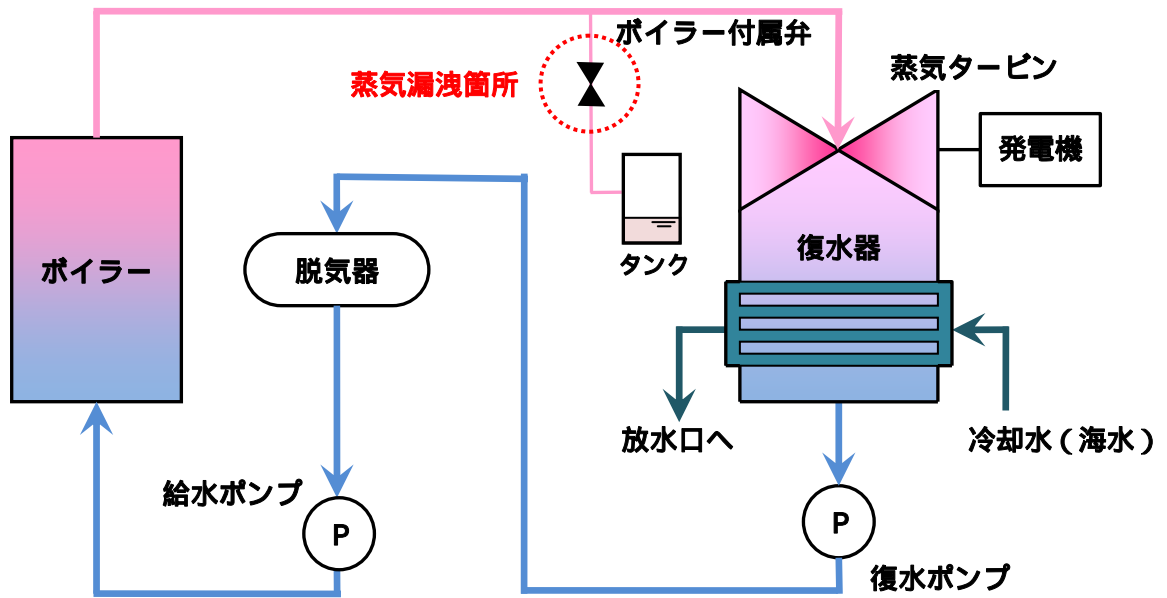 ボイラー付属弁
蒸気漏洩箇所
蒸気タービン
発電機
ボイラー
脱気器
タンク
復水器
放水口へ
冷却水(海水)
給水ポンプ
P
P
復水ポンプ